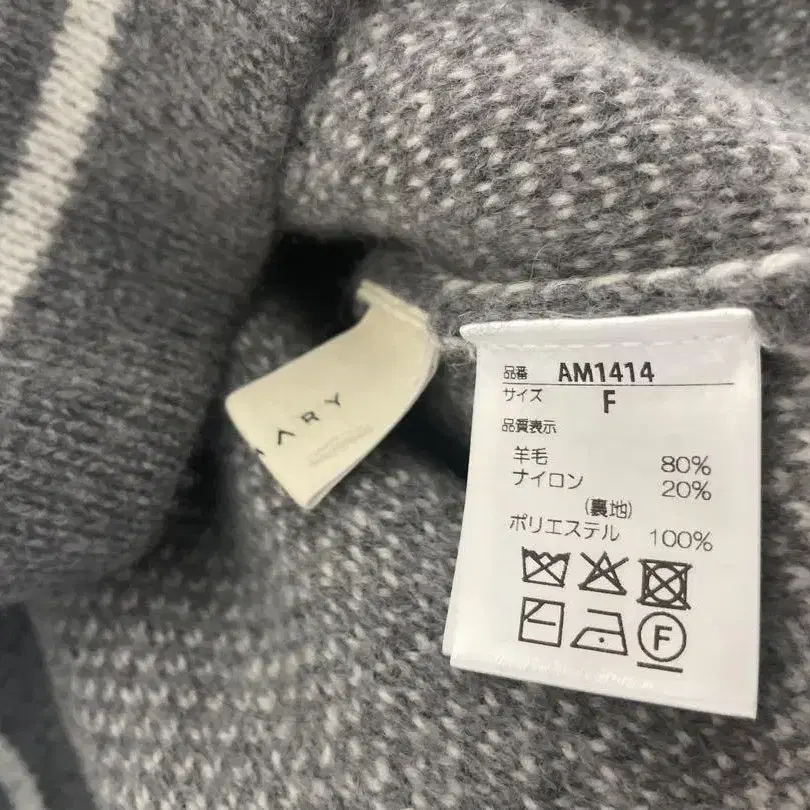 品番 AM1414
サイズ F
品質表示
羊毛 80%
ナイロン 20%
(裏地)
ポリエステル 100%
F